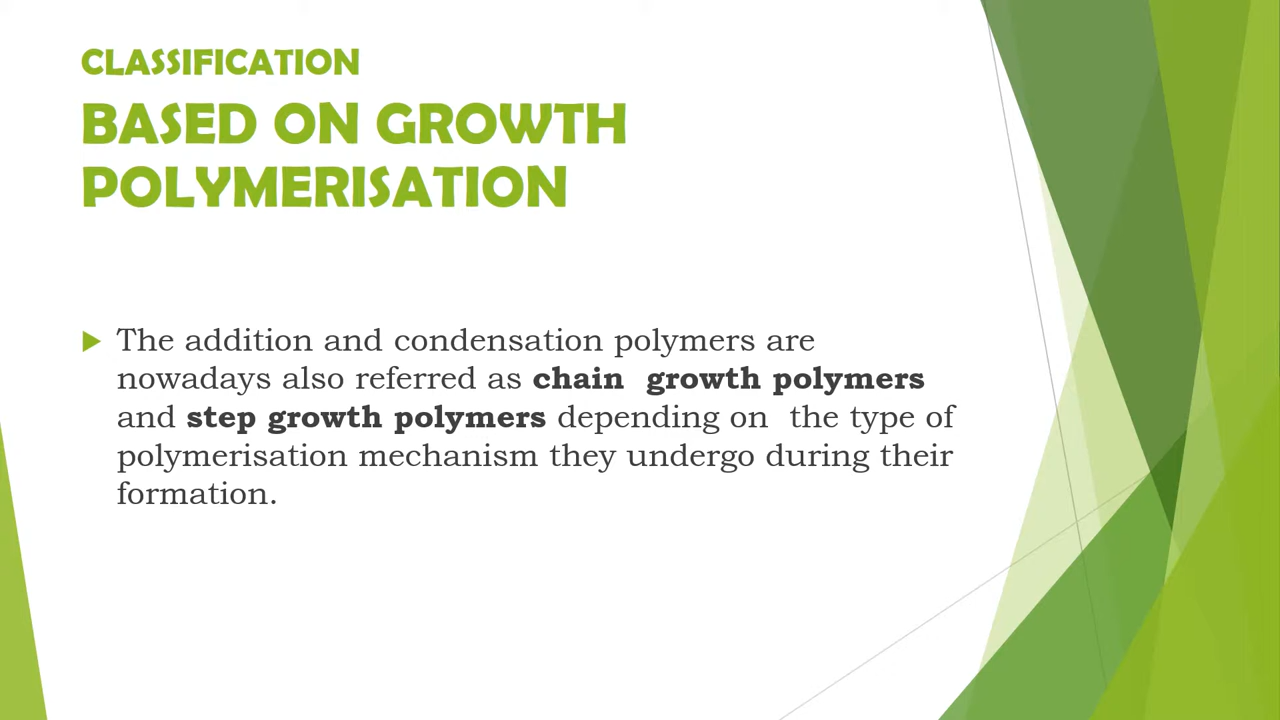 CLASSIFICATION
BASED ON GROWTH
POLYMERISATION
The addition and condensation polymers are
nowadays also referred as chain growth polymers
and step growth polymers depending on the type of
polymerisation mechanism they undergo during their
formation.